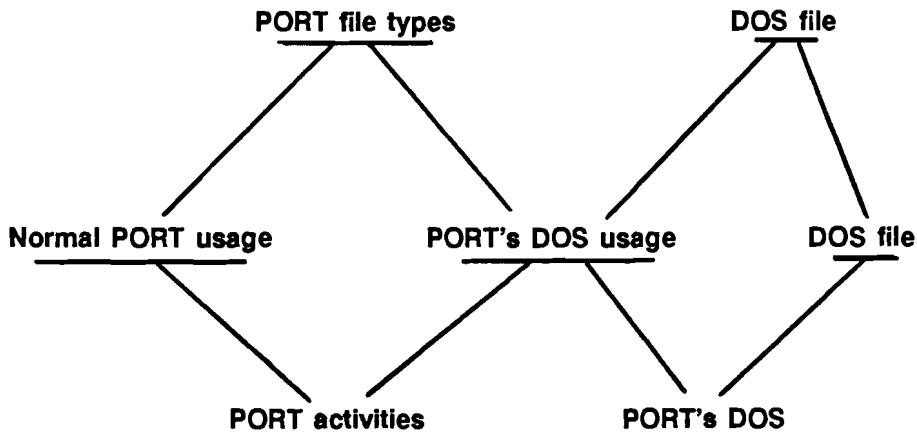 PORT file types
DOS file
Normal PORT usage
PORT's DOS usage
DOS file
PORT activities
PORT's DOS